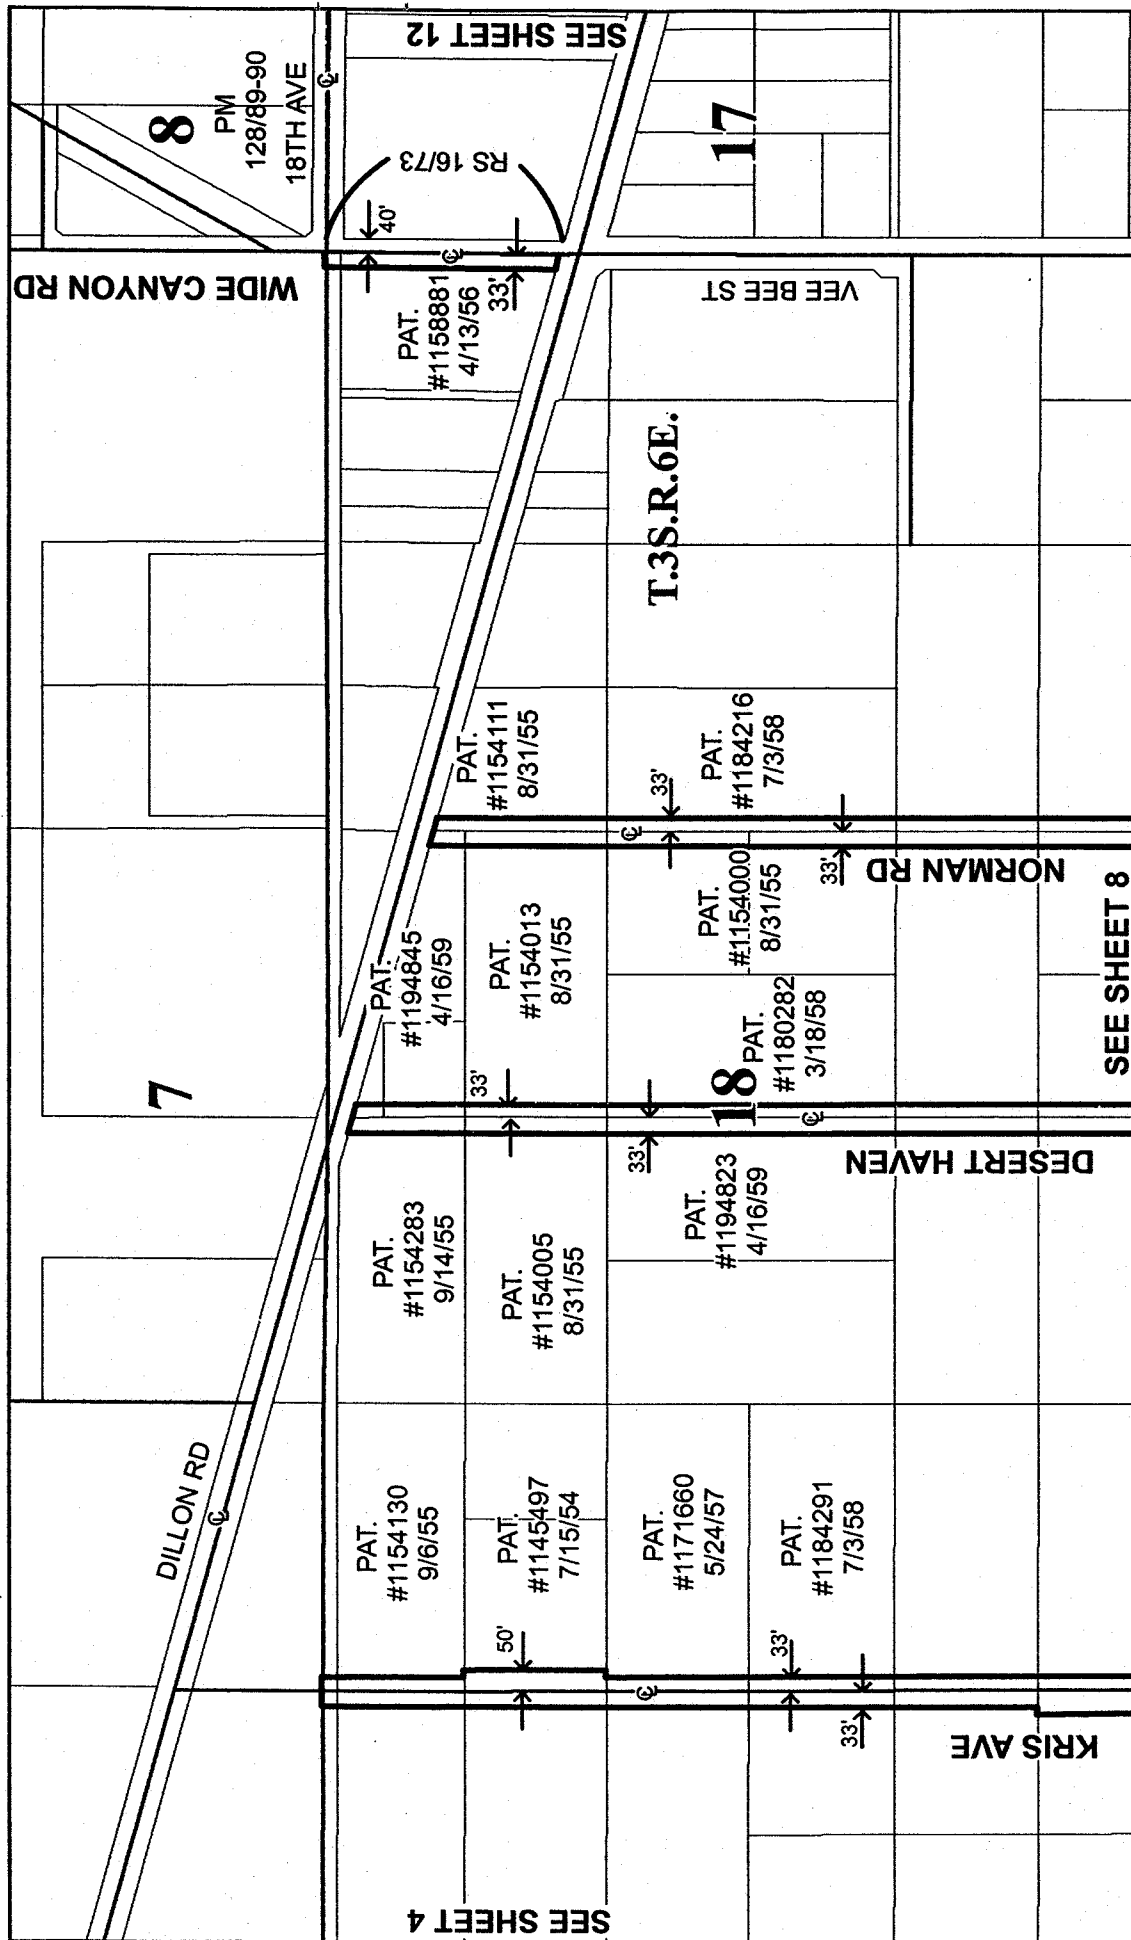 SEE SHEET 12
8
PM
128/89-90
18TH AVE
℄
RS 16/73
17
WIDE CANYON RD
40'
℄
33'
PAT.
#1158881
4/13/56
VEE BEE ST
T.3S.R.6E.
7
PAT.
#1154111
8/31/55
PAT.
#1184216
7/3/58
33'
℄
33'
NORMAN RD
PAT.
#1194845
4/16/59
PAT.
#1154013
8/31/55
PAT.
#1154000
8/31/55
PAT.
#1180282
3/18/58
18
SEE SHEET 8
33'
33'
℄
DESERT HAVEN
PAT.
#1154283
9/14/55
PAT.
#1154005
8/31/55
PAT.
#1194823
4/16/59
DILLON RD
℄
PAT.
#1154130
9/6/55
PAT.
#1145497
7/15/54
PAT.
#1171660
5/24/57
PAT.
#1184291
7/3/58
50'
33'
℄
33'
KRIS AVE
SEE SHEET 4